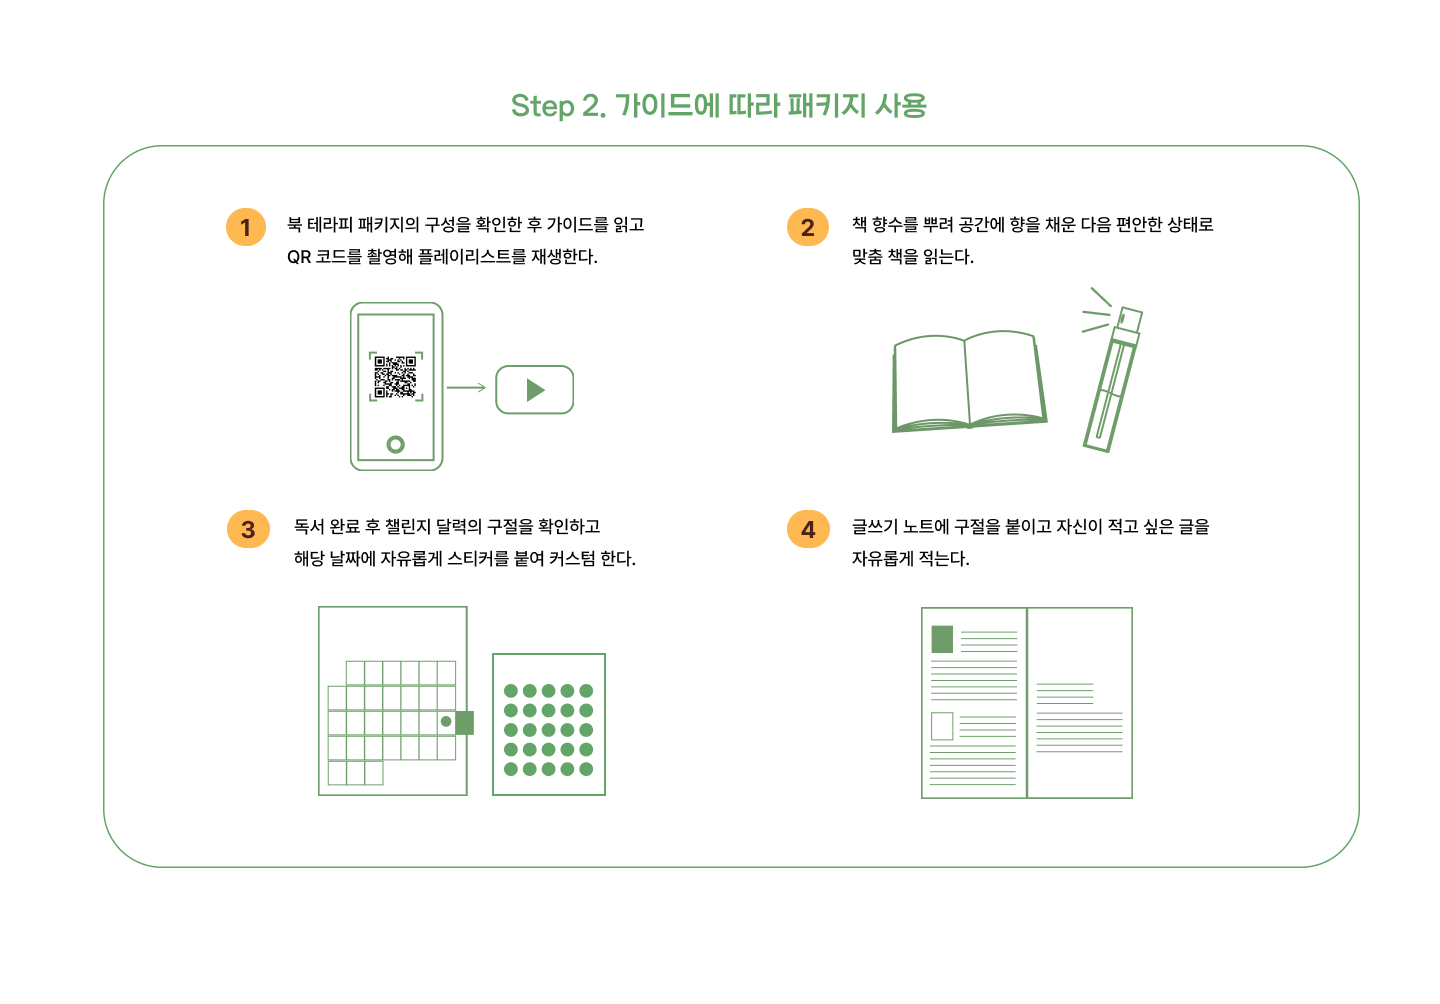 Step 2. 가이드에 따라 패키지 사용
1
북 테라피 패키지의 구성을 확인한 후 가이드를 읽고
QR 코드를 촬영해 플레이리스트를 재생한다.
2
책 향수를 뿌려 공간에 향을 채운 다음 편안한 상태로
맞춤 책을 읽는다.
3
독서 완료 후 챌린지 달력의 구절을 확인하고
해당 날짜에 자유롭게 스티커를 붙여 커스텀 한다.
4
글쓰기 노트에 구절을 붙이고 자신이 적고 싶은 글을
자유롭게 적는다.